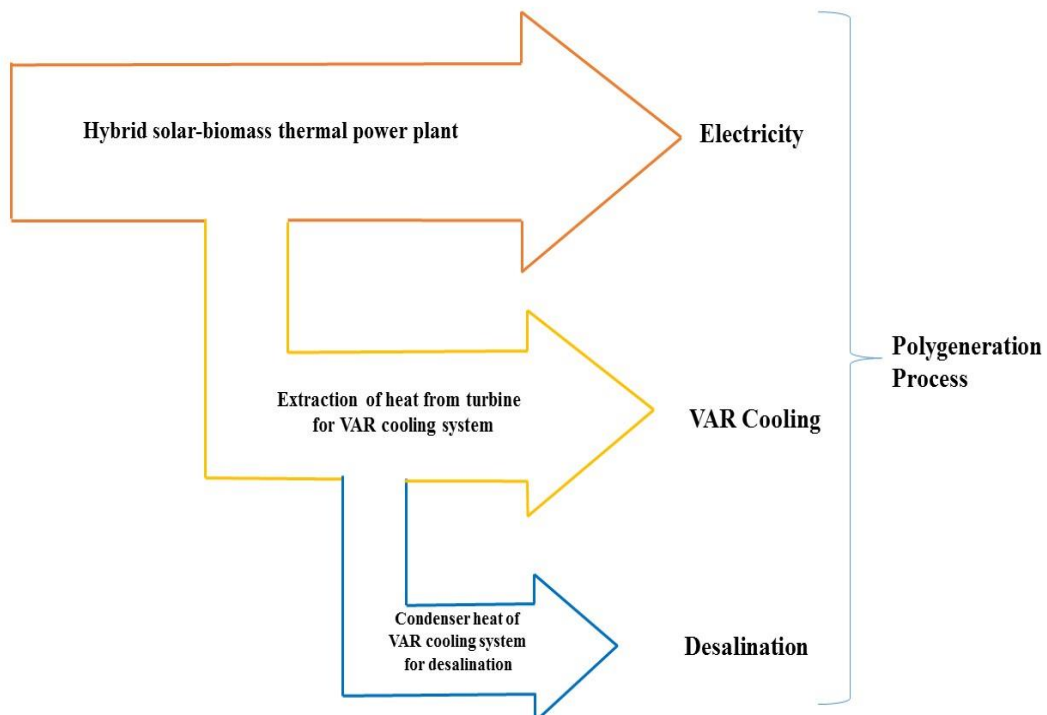 Hybrid solar-biomass thermal power plant
Electricity
Extraction of heat from turbine
for VAR cooling system
VAR Cooling
Condenser heat of
VAR cooling system
for desalination
Desalination
Polygeneration
Process